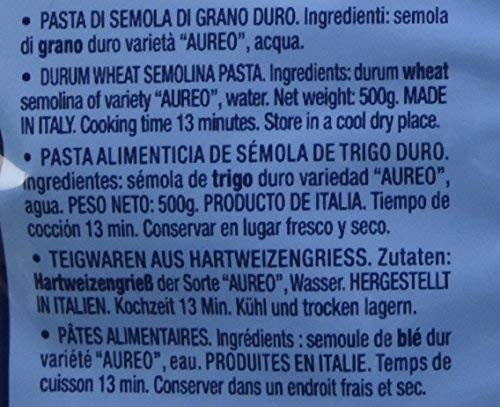 • PASTA DI SEMOLA DI GRANO DURO. Ingredienti: semola
di grano duro varietà “AUREO”, acqua.
• DURUM WHEAT SEMOLINA PASTA. Ingredients: durum wheat
semolina of variety “AUREO”, water. Net weight: 500g. MADE
IN ITALY. Cooking time 13 minutes. Store in a cool dry place.
• PASTA ALIMENTICIA DE SÉMOLA DE TRIGO DURO.
Ingredientes: sémola de trigo duro variedad “AUREO”,
agua. PESO NETO: 500g. PRODUCTO DE ITALIA. Tiempo de
cocción 13 min. Conservar en lugar fresco y seco.
• TEIGWAREN AUS HARTWEIZENGRIESS. Zutaten:
Hartweizengrieß der Sorte “AUREO”, Wasser. HERGESTELLT
IN ITALIEN. Kochzeit 13 Min. Kühl und trocken lagern.
• PÂTES ALIMENTAIRES. Ingrédients : semoule de blé dur
variété “AUREO”, eau. PRODUITES EN ITALIE. Temps de
cuisson 13 min. Conserver dans un endroit frais et sec.